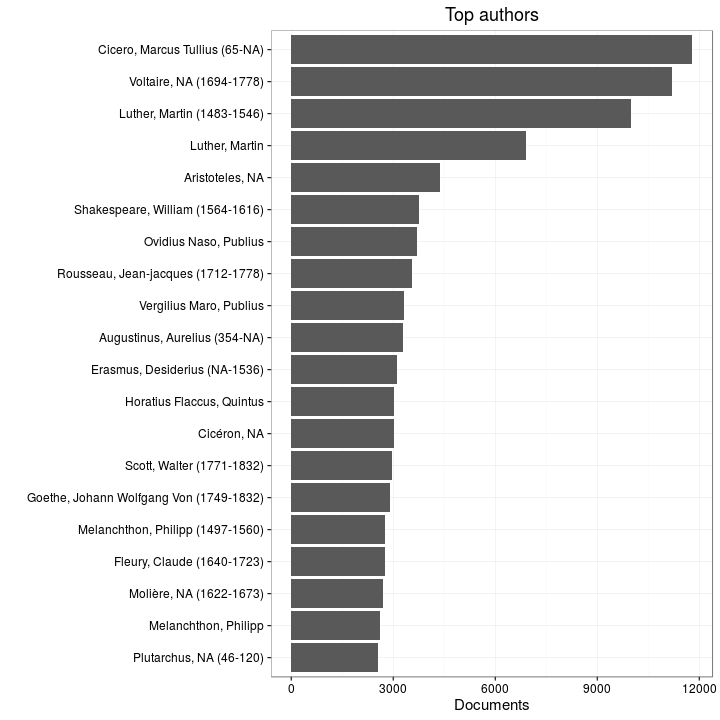 Top authors
Cicero, Marcus Tullius (65-NA)
Voltaire, NA (1694-1778)
Luther, Martin (1483-1546)
Luther, Martin
Aristoteles, NA
Shakespeare, William (1564-1616)
Ovidius Naso, Publius
Rousseau, Jean-jacques (1712-1778)
Vergilius Maro, Publius
Augustinus, Aurelius (354-NA)
Erasmus, Desiderius (NA-1536)
Horatius Flaccus, Quintus
Cicéron, NA
Scott, Walter (1771-1832)
Goethe, Johann Wolfgang Von (1749-1832)
Melanchthon, Philipp (1497-1560)
Fleury, Claude (1640-1723)
Molière, NA (1622-1673)
Melanchthon, Philipp
Plutarchus, NA (46-120)
0 3000 6000 9000 12000
Documents